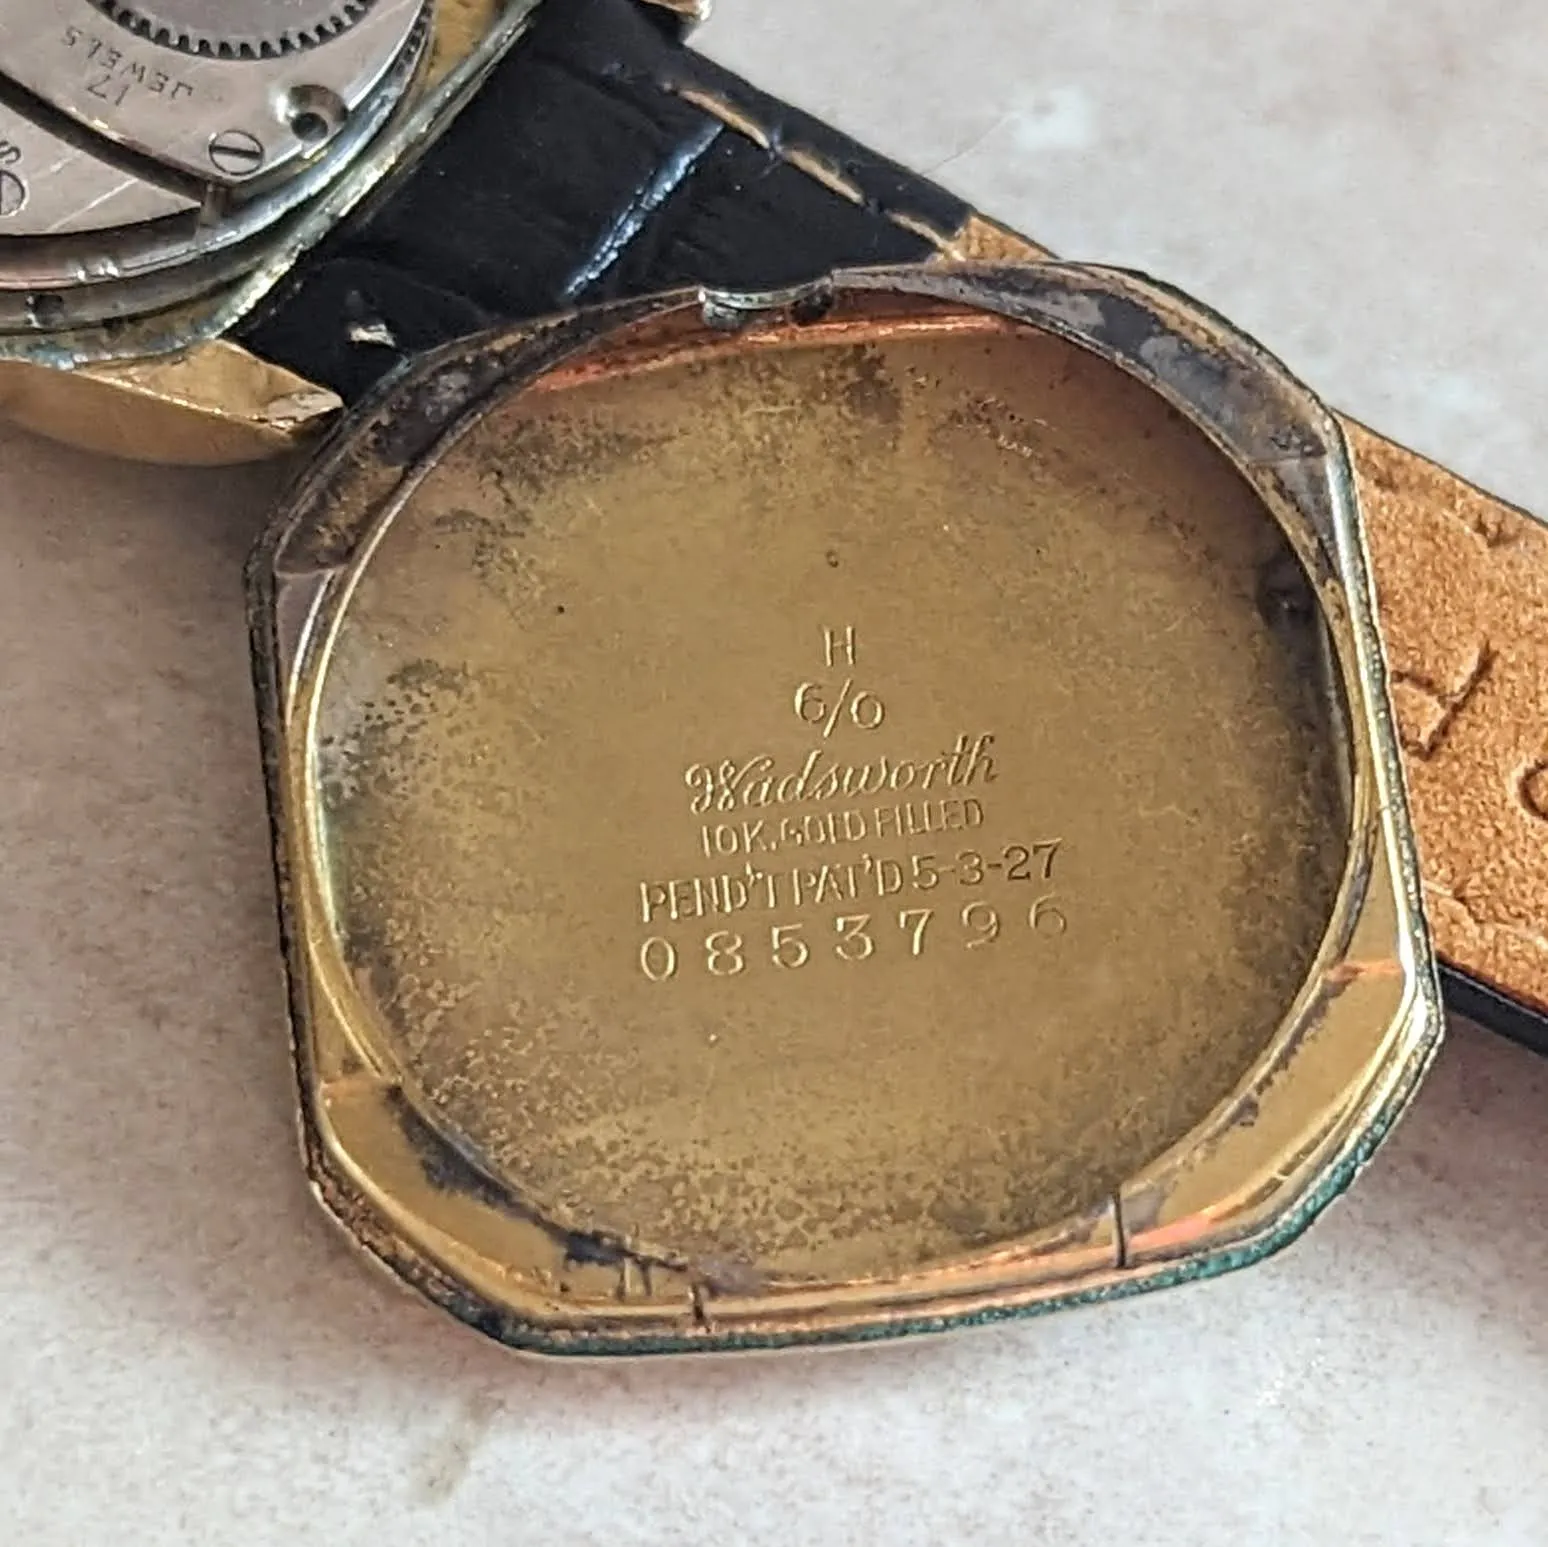 17
JEWELS
H
6/0
Wadsworth
10K. GOLD FILLED
PEND'T PAT'D 5-3-27
0853796